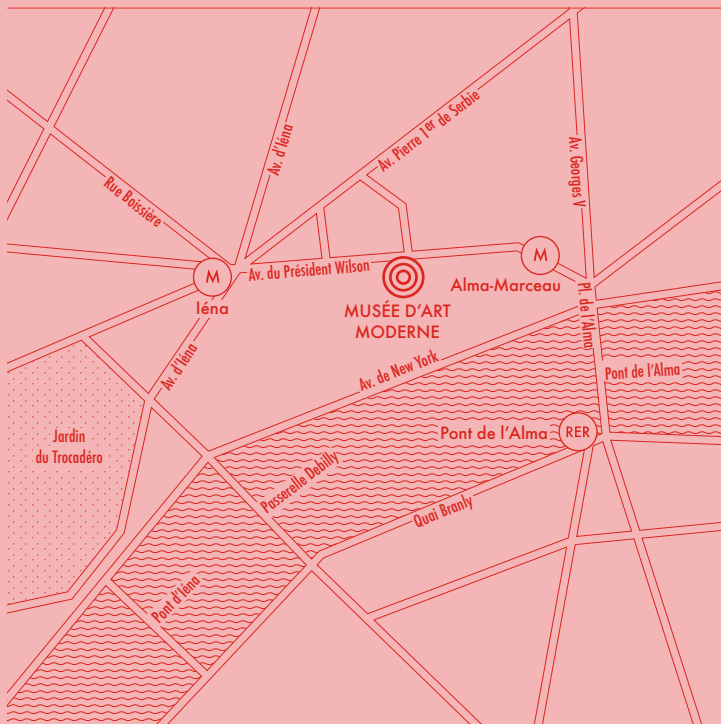 Av. d'Iéna
Av. Pierre 1er de Serbie
Av. Georges V
Rue Boissière
M
Iéna
Av. du Président Wilson
M
Alma-Marceau
MUSÉE D'ART
MODERNE
Pl. de l'Alma
Av. d'Iéna
Av. de New York
Pont de l'Alma
Jardin
du Trocadéro
Pont de l'Alma
RER
Passerelle Debilly
Quai Branly
Pont d'Iéna